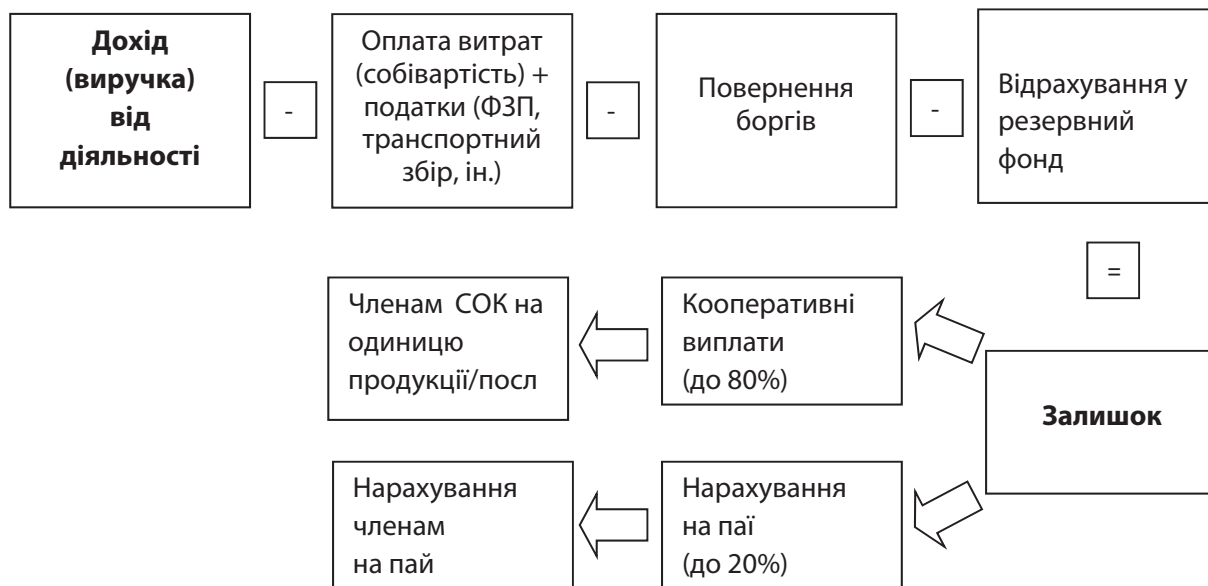 Дохід
(виручка)
від
діяльності
-
Оплата витрат
(собівартість) +
податки (ФЗП,
транспортний
збір, ін.)
-
Повернення
боргів
-
Відрахування у
резервний
фонд
=
Залишок
Кооперативні
виплати
(до 80%)
Членам СОК на
одиницю
продукції/посл
Нарахування
на паї
(до 20%)
Нарахування
членам
на пай